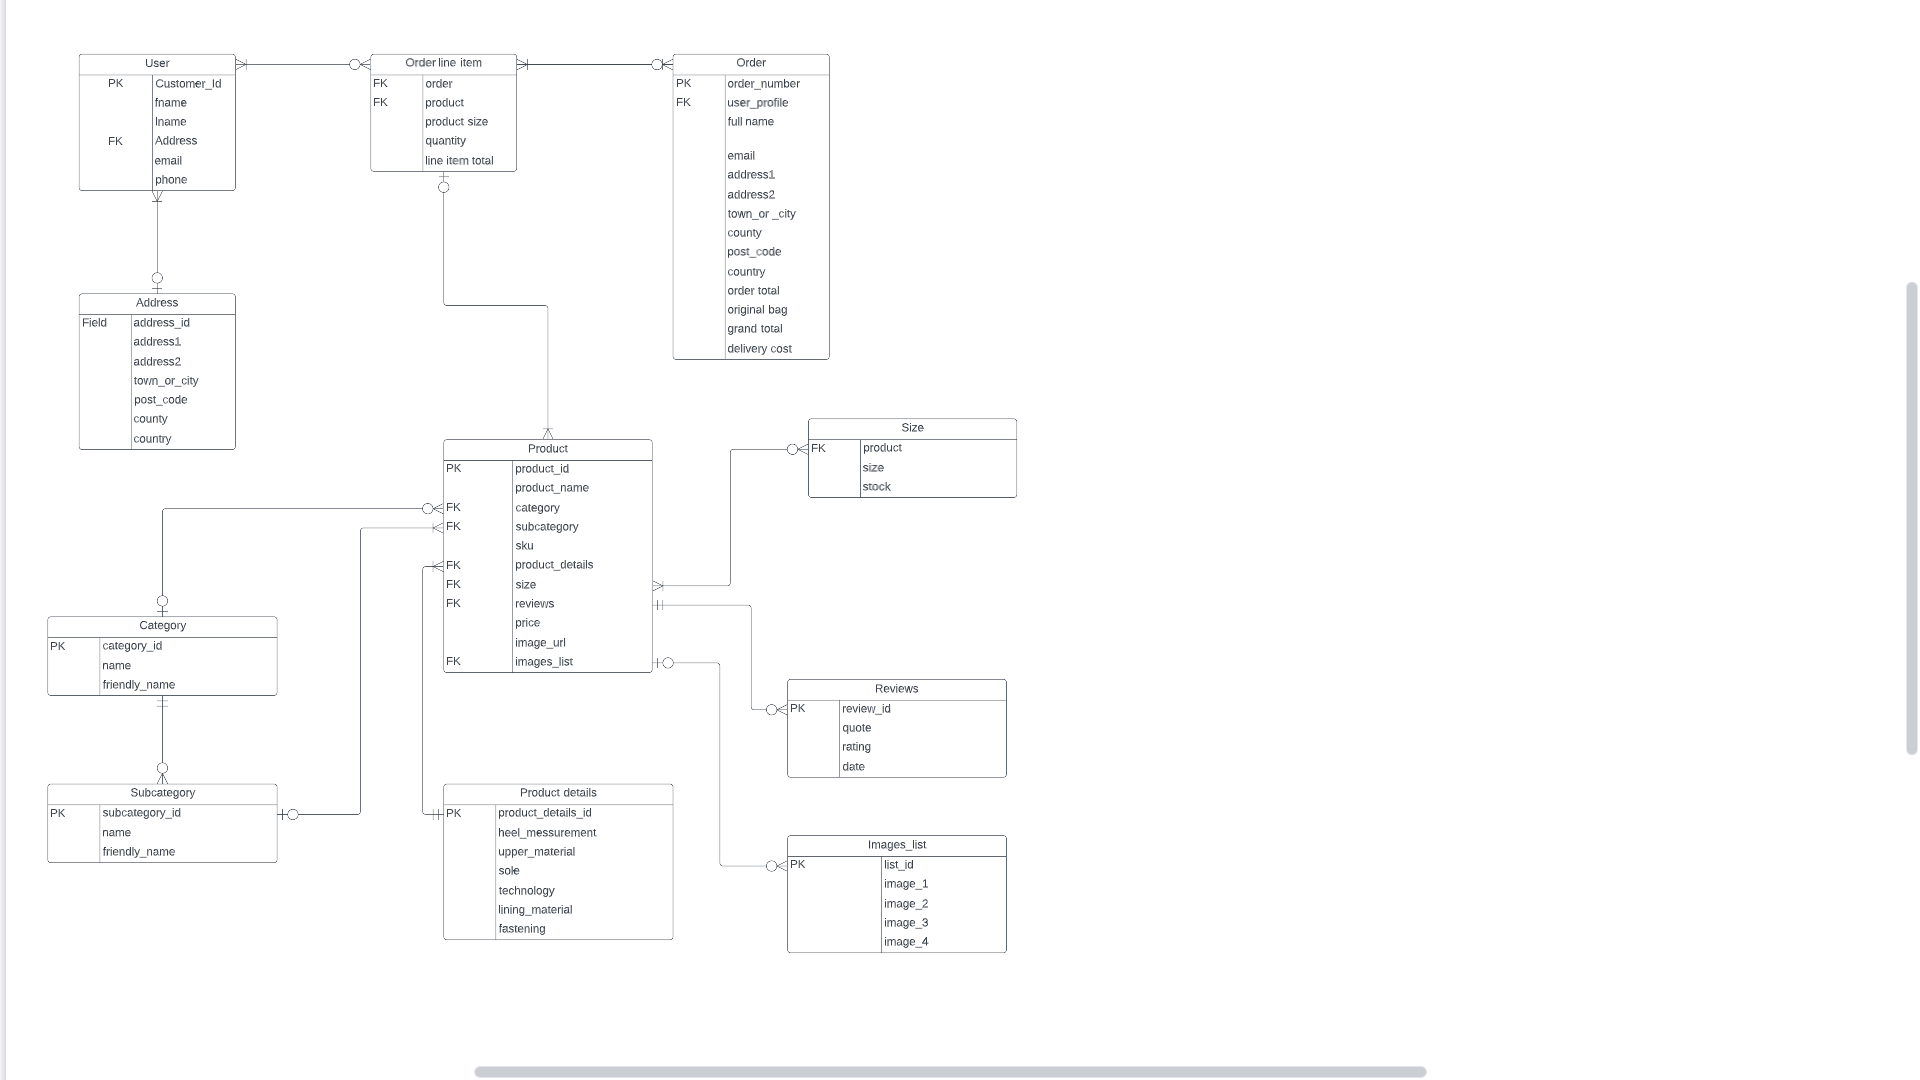 User
PK Customer_Id
fname
lname
FK Address
email
phone
Order line item
FK order
FK product
product size
quantity
line item total
Order
PK order_number
FK user_profile
full name
email
address1
address2
town_or _city
county
post_code
country
order total
original bag
grand total
delivery cost
Address
Field address_id
address1
address2
town_or_city
post_code
county
country
Product
PK product_id
product_name
FK category
FK subcategory
sku
FK product_details
FK size
FK reviews
price
image_url
FK images_list
Size
FK product
size
stock
Category
PK category_id
name
friendly_name
Subcategory
PK subcategory_id
name
friendly_name
Product details
PK product_details_id
heel_messurement
upper_material
sole
technology
lining_material
fastening
Reviews
PK review_id
quote
rating
date
Images_list
PK list_id
image_1
image_2
image_3
image_4